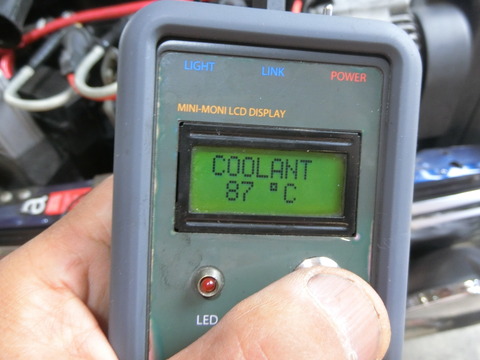 LIGHT LINK POWER
MINI-MONI LCD DISPLAY
COOLANT
87 °C
LED